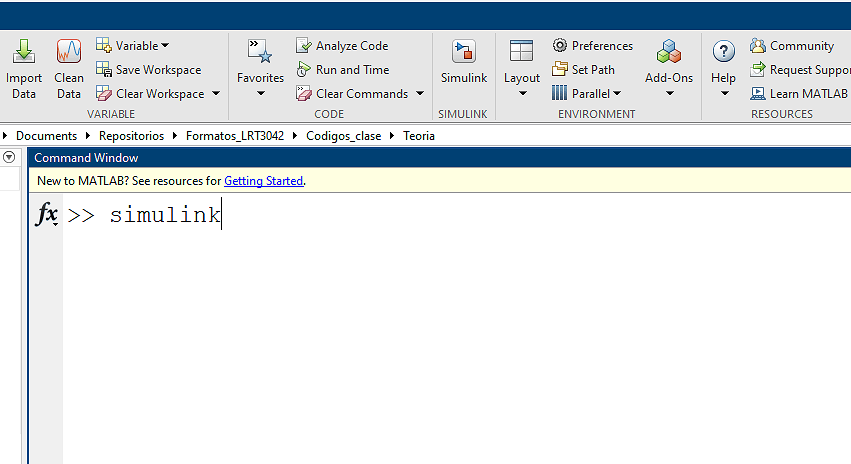 Import Data
Clean Data
Variable
Save Workspace
Clear Workspace
VARIABLE
Favorites
Analyze Code
Run and Time
Clear Commands
CODE
Simulink
SIMULINK
Layout
Preferences
Set Path
Parallel
Add-Ons
ENVIRONMENT
Help
Community
Request Suppo
Learn MATLAB
RESOURCES
Documents Repositorios Formatos_LRT3042 Codigos_clase Teoria
Command Window
New to MATLAB? See resources for Getting Started.
fx >> simulink